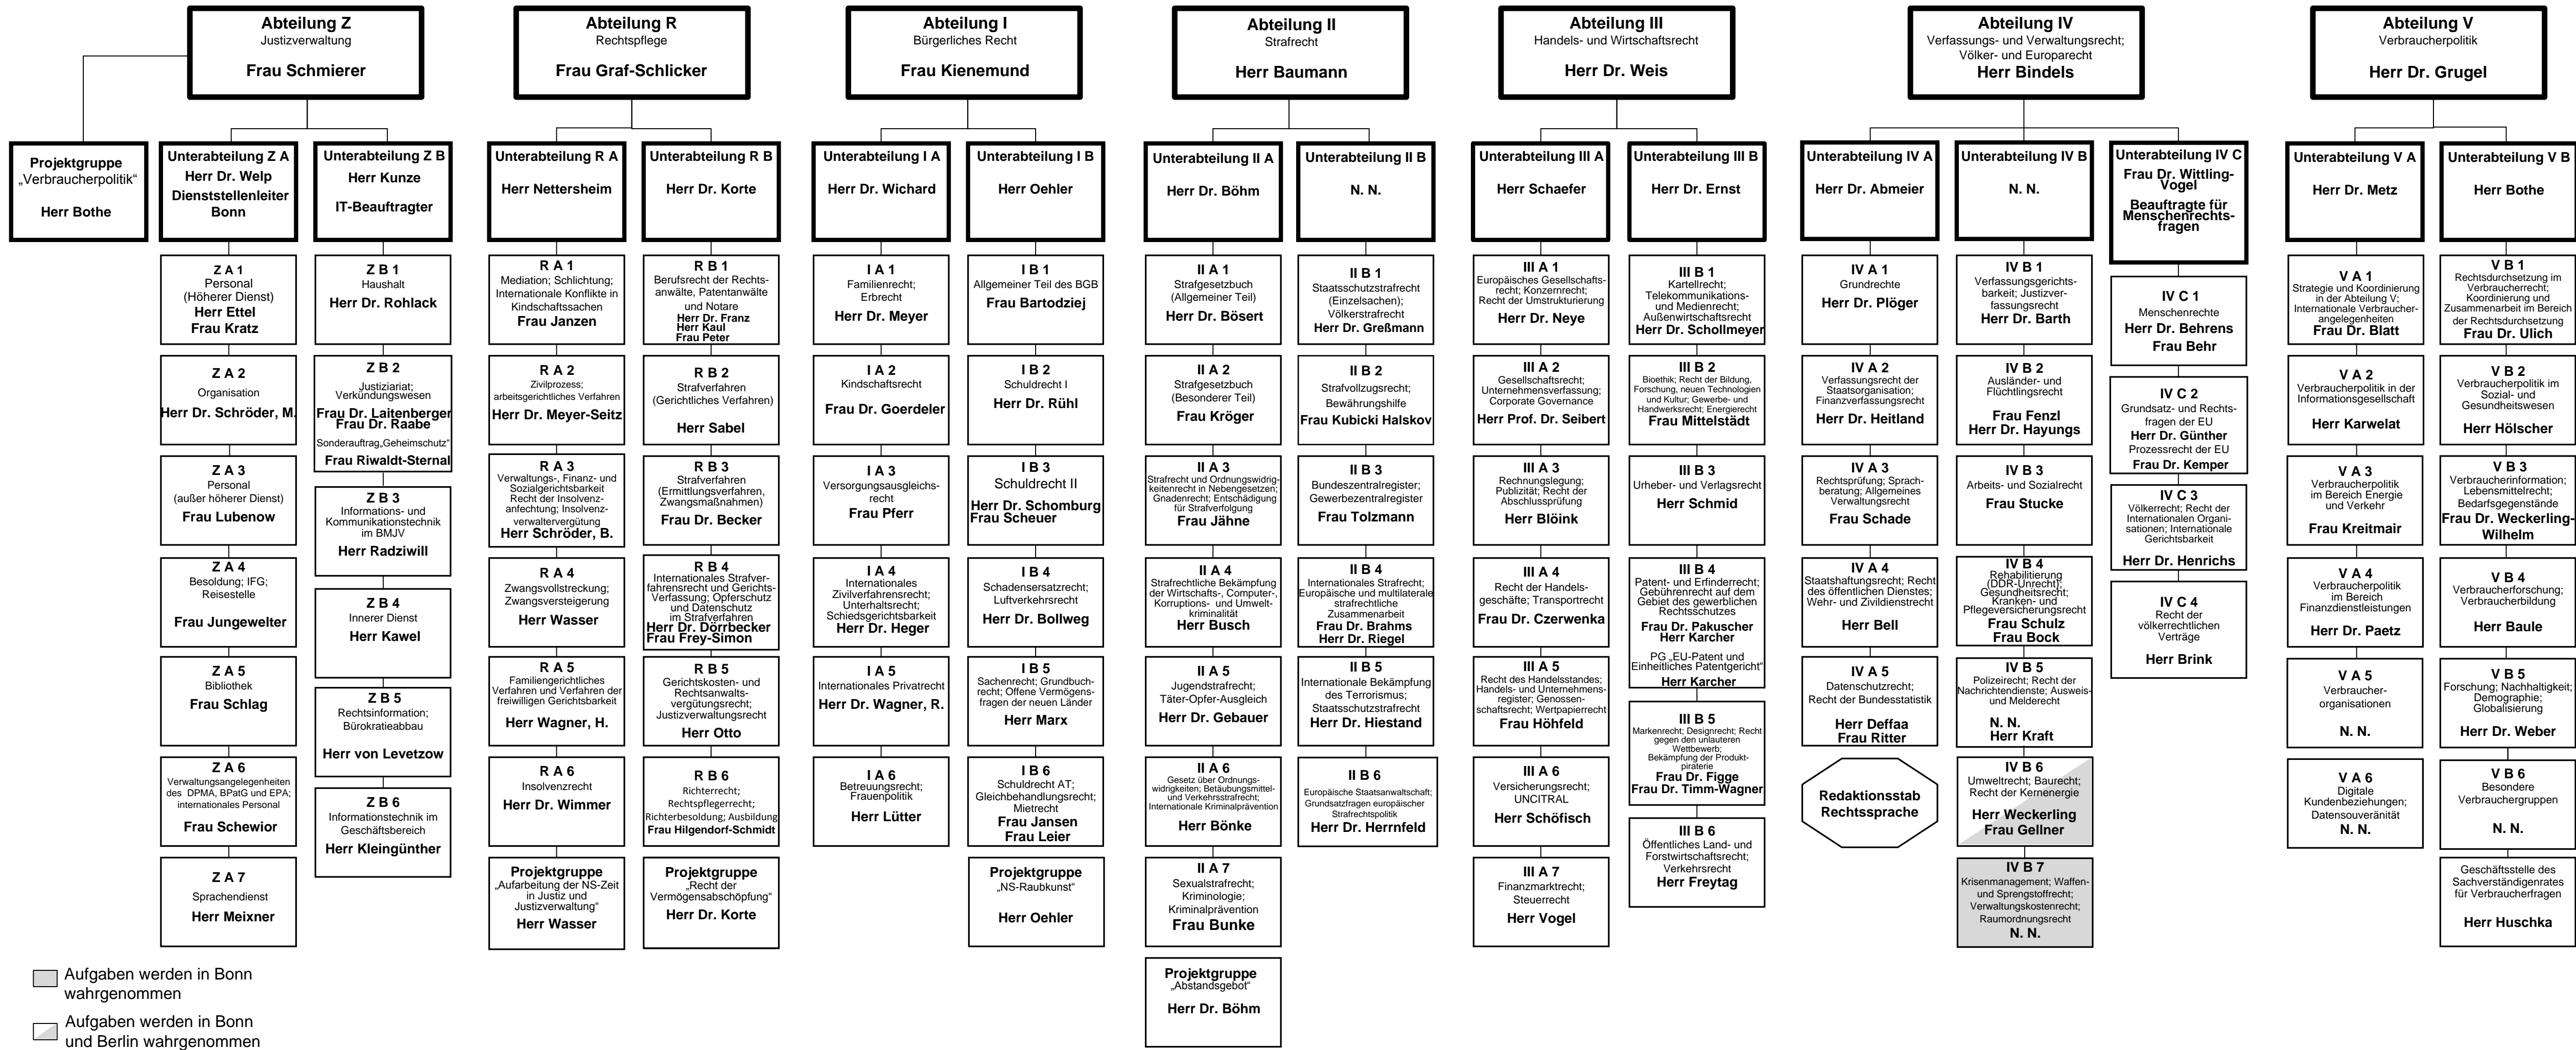 Abteilung Z
Justizverwaltung
Frau Schmierer
Abteilung R
Rechtspflege
Frau Graf-Schlicker
Abteilung I
Bürgerliches Recht
Frau Kienemund
Abteilung II
Strafrecht
Herr Baumann
Abteilung III
Handels- und Wirtschaftsrecht
Herr Dr. Weis
Abteilung IV
Verfassungs- und Verwaltungsrecht;
Völker- und Europarecht
Herr Bindels
Abteilung V
Verbraucherpolitik
Herr Dr. Grugel
Projektgruppe
„Verbraucherpolitik“
Herr Bothe
Unterabteilung Z A
Herr Dr. Welp
Dienststellenleiter
Bonn
Z A 1
Personal
(Höherer Dienst)
Herr Ettel
Frau Kratz
Z A 2
Organisation
Herr Dr. Schröder, M.
Z A 3
Personal
(außer höherer Dienst)
Frau Lubenow
Z A 4
Besoldung; IFG;
Reisestelle
Frau Jungewelter
Z A 5
Bibliothek
Frau Schlag
Z A 6
Verwaltungsangelegenheiten
des DPMA, BPatG und EPA;
internationales Personal
Frau Schewior
Z A 7
Sprachendienst
Herr Meixner
Unterabteilung Z B
Herr Kunze
IT-Beauftragter
Z B 1
Haushalt
Herr Dr. Rohlack
Z B 2
Justiziariat;
Verkündungswesen
Frau Dr. Laitenberger
Frau Dr. Raabe
Sonderauftrag„Geheimschutz“
Frau Riwaldt-Sternal
Z B 3
Informations- und
Kommunikationstechnik
im BMJV
Herr Radziwill
Z B 4
Innerer Dienst
Herr Kawel
Z B 5
Rechtsinformation;
Bürokratieabbau
Herr von Levetzow
Z B 6
Informationstechnik im
Geschäftsbereich
Herr Kleingünther
Unterabteilung R A
Herr Nettersheim
R A 1
Mediation; Schlichtung;
Internationale Konflikte in
Kindschaftssachen
Frau Janzen
R A 2
Zivilprozess;
arbeitsgerichtliches Verfahren
Herr Dr. Meyer-Seitz
R A 3
Verwaltungs-, Finanz- und
Sozialgerichtsbarkeit
Recht der Insolvenz-
anfechtung; Insolvenz-
verwaltervergütung
Herr Schröder, B.
R A 4
Zwangsvollstreckung;
Zwangsversteigerung
Herr Wasser
R A 5
Familiengerichtliches
Verfahren und Verfahren der
freiwilligen Gerichtsbarkeit
Herr Wagner, H.
R A 6
Insolvenzrecht
Herr Dr. Wimmer
Projektgruppe
„Aufarbeitung der NS-Zeit
in Justiz und
Justizverwaltung“
Herr Wasser
Unterabteilung R B
Herr Dr. Korte
R B 1
Berufsrecht der Rechts-
anwälte, Patentanwälte
und Notare
Herr Dr. Franz
Herr Kaul
Frau Peter
R B 2
Strafverfahren
(Gerichtliches Verfahren)
Herr Sabel
R B 3
Strafverfahren
(Ermittlungsverfahren,
Zwangsmaßnahmen)
Frau Dr. Becker
R B 4
Internationales Strafver-
fahrensrecht und Gerichts-
Verfassung; Opferschutz
und Datenschutz
im Strafverfahren
Herr Dr. Dörrbecker
Frau Frey-Simon
R B 5
Gerichtskosten- und
Rechtsanwalts-
vergütungsrecht;
Justizverwaltungsrecht
Herr Otto
R B 6
Richterrecht;
Rechtspflegerrecht;
Richterbesoldung; Ausbildung
Frau Hilgendorf-Schmidt
Projektgruppe
„Recht der
Vermögensabschöpfung“
Herr Dr. Korte
Unterabteilung I A
Herr Dr. Wichard
I A 1
Familienrecht;
Erbrecht
Herr Dr. Meyer
I A 2
Kindschaftsrecht
Frau Dr. Goerdeler
I A 3
Versorgungsausgleichs-
recht
Frau Pferr
I A 4
Internationales
Zivilverfahrensrecht;
Unterhaltsrecht;
Schiedsgerichtsbarkeit
Herr Dr. Heger
I A 5
Internationales Privatrecht
Herr Dr. Wagner, R.
I A 6
Betreuungsrecht;
Frauenpolitik
Herr Lütter
Unterabteilung I B
Herr Oehler
I B 1
Allgemeiner Teil des BGB
Frau Bartodziej
I B 2
Schuldrecht I
Herr Dr. Rühl
I B 3
Schuldrecht II
Herr Dr. Schomburg
Frau Scheuer
I B 4
Schadensersatzrecht;
Luftverkehrsrecht
Herr Dr. Bollweg
I B 5
Sachenrecht; Grundbuch-
recht; Offene Vermögens-
fragen der neuen Länder
Herr Marx
I B 6
Schuldrecht AT;
Gleichbehandlungsrecht;
Mietrecht
Frau Jansen
Frau Leier
Projektgruppe
„NS-Raubkunst“
Herr Oehler
Unterabteilung II A
Herr Dr. Böhm
II A 1
Strafgesetzbuch
(Allgemeiner Teil)
Herr Dr. Bösert
II A 2
Strafgesetzbuch
(Besonderer Teil)
Frau Kröger
II A 3
Strafrecht und Ordnungswidrig-
keitenrecht in Nebengesetzen;
Gnadenrecht; Entschädigung
für Strafverfolgung
Frau Jähne
II A 4
Strafrechtliche Bekämpfung
der Wirtschafts-, Computer-,
Korruptions- und Umwelt-
kriminalität
Herr Busch
II A 5
Jugendstrafrecht;
Täter-Opfer-Ausgleich
Herr Dr. Gebauer
II A 6
Gesetz über Ordnungs-
widrigkeiten; Betäubungsmittel-
und Verkehrsstrafrecht;
Internationale Kriminalprävention
Herr Bönke
II A 7
Sexualstrafrecht;
Kriminologie;
Kriminalprävention
Frau Bunke
Projektgruppe
„Abstandsgebot“
Herr Dr. Böhm
Unterabteilung II B
N. N.
II B 1
Staatsschutzstrafrecht
(Einzelsachen);
Völkerstrafrecht
Herr Dr. Greßmann
II B 2
Strafvollzugsrecht;
Bewährungshilfe
Frau Kubicki Halskov
II B 3
Bundeszentralregister;
Gewerbezentralregister
Frau Tolzmann
II B 4
Internationales Strafrecht;
Europäische und multilaterale
strafrechtliche
Zusammenarbeit
Frau Dr. Brahms
Herr Dr. Riegel
II B 5
Internationale Bekämpfung
des Terrorismus;
Staatsschutzstrafrecht
Herr Dr. Hiestand
II B 6
Europäische Staatsanwaltschaft;
Grundsatzfragen europäischer
Strafrechtspolitik
Herr Dr. Herrnfeld
Unterabteilung III A
Herr Schaefer
III A 1
Europäisches Gesellschafts-
recht; Konzernrecht;
Recht der Umstrukturierung
Herr Dr. Neye
III A 2
Gesellschaftsrecht;
Unternehmensverfassung;
Corporate Governance
Herr Prof. Dr. Seibert
III A 3
Rechnungslegung;
Publizität; Recht der
Abschlussprüfung
Herr Blöink
III A 4
Recht der Handels-
geschäfte; Transportrecht
Frau Dr. Czerwenka
III A 5
Recht des Handelsstandes;
Handels- und Unternehmens-
register; Genossen-
schaftsrecht; Wertpapierrecht
Frau Höhfeld
III A 6
Versicherungsrecht;
UNCITRAL
Herr Schöfisch
III A 7
Finanzmarktrecht;
Steuerrecht
Herr Vogel
Unterabteilung III B
Herr Dr. Ernst
III B 1
Kartellrecht;
Telekommunikations-
und Medienrecht;
Außenwirtschaftsrecht
Herr Dr. Schollmeyer
III B 2
Bioethik; Recht der Bildung,
Forschung, neuen Technologien
und Kultur; Gewerbe- und
Handwerksrecht; Energierecht
Frau Mittelstädt
III B 3
Urheber- und Verlagsrecht
Herr Schmid
III B 4
Patent- und Erfinderrecht;
Gebührenrecht auf dem
Gebiet des gewerblichen
Rechtsschutzes
Frau Dr. Pakuscher
Herr Karcher
PG „EU-Patent und
Einheitliches Patentgericht“
Herr Karcher
III B 5
Markenrecht; Designrecht; Recht
gegen den unlauteren
Wettbewerb;
Bekämpfung der Produkt-
piraterie
Frau Dr. Figge
Frau Dr. Timm-Wagner
III B 6
Öffentliches Land- und
Forstwirtschaftsrecht;
Verkehrsrecht
Herr Freytag
Unterabteilung IV A
Herr Dr. Abmeier
IV A 1
Grundrechte
Herr Dr. Plöger
IV A 2
Verfassungsrecht der
Staatsorganisation;
Finanzverfassungsrecht
Herr Dr. Heitland
IV A 3
Rechtsprüfung; Sprach-
beratung; Allgemeines
Verwaltungsrecht
Frau Schade
IV A 4
Staatshaftungsrecht; Recht
des öffentlichen Dienstes;
Wehr- und Zivildienstrecht
Herr Bell
IV A 5
Datenschutzrecht;
Recht der Bundesstatistik
Herr Deffaa
Frau Ritter
Redaktionsstab
Rechtssprache
Unterabteilung IV B
N. N.
IV B 1
Verfassungsgerichts-
barkeit; Justizver-
fassungsrecht
Herr Dr. Barth
IV B 2
Ausländer- und
Flüchtlingsrecht
Frau Fenzl
Herr Dr. Hayungs
IV B 3
Arbeits- und Sozialrecht
Frau Stucke
IV B 4
Rehabilitierung
(DDR-Unrecht);
Gesundheitsrecht;
Kranken- und
Pflegeversicherungsrecht
Frau Schulz
Frau Bock
IV B 5
Polizeirecht; Recht der
Nachrichtendienste; Ausweis-
und Melderecht
N. N.
Herr Kraft
IV B 6
Umweltrecht; Baurecht;
Recht der Kernenergie
Herr Weckerling
Frau Gellner
IV B 7
Krisenmanagement; Waffen-
und Sprengstoffrecht;
Verwaltungskostenrecht;
Raumordnungsrecht
N. N.
Unterabteilung IV C
Frau Dr. Wittling-
Vogel
Beauftragte für
Menschenrechts-
fragen
IV C 1
Menschenrechte
Herr Dr. Behrens
Frau Behr
IV C 2
Grundsatz- und Rechts-
fragen der EU
Herr Dr. Günther
Prozessrecht der EU
Frau Dr. Kemper
IV C 3
Völkerrecht; Recht der
Internationalen Organi-
sationen; Internationale
Gerichtsbarkeit
Herr Dr. Henrichs
IV C 4
Recht der
völkerrechtlichen
Verträge
Herr Brink
Unterabteilung V A
Herr Dr. Metz
V A 1
Strategie und Koordinierung
in der Abteilung V;
Internationale Verbraucher-
angelegenheiten
Frau Dr. Blatt
V A 2
Verbraucherpolitik in der
Informationsgesellschaft
Herr Karwelat
V A 3
Verbraucherpolitik
im Bereich Energie
und Verkehr
Frau Kreitmair
V A 4
Verbraucherpolitik
im Bereich
Finanzdienstleistungen
Herr Dr. Paetz
V A 5
Verbraucher-
organisationen
N. N.
V A 6
Digitale
Kundenbeziehungen;
Datensouveränität
N. N.
Unterabteilung V B
Herr Bothe
V B 1
Rechtsdurchsetzung im
Verbraucherrecht;
Koordinierung und
Zusammenarbeit im Bereich
der Rechtsdurchsetzung
Frau Dr. Ulich
V B 2
Verbraucherpolitik im
Sozial- und
Gesundheitswesen
Herr Hölscher
V B 3
Verbraucherinformation;
Lebensmittelrecht;
Bedarfsgegenstände
Frau Dr. Weckerling-
Wilhelm
V B 4
Verbraucherforschung;
Verbraucherbildung
Herr Baule
V B 5
Forschung; Nachhaltigkeit;
Demographie;
Globalisierung
Herr Dr. Weber
V B 6
Besondere
Verbrauchergruppen
N. N.
Geschäftsstelle des
Sachverständigenrates
für Verbraucherfragen
Herr Huschka
Aufgaben werden in Bonn
wahrgenommen
Aufgaben werden in Bonn
und Berlin wahrgenommen